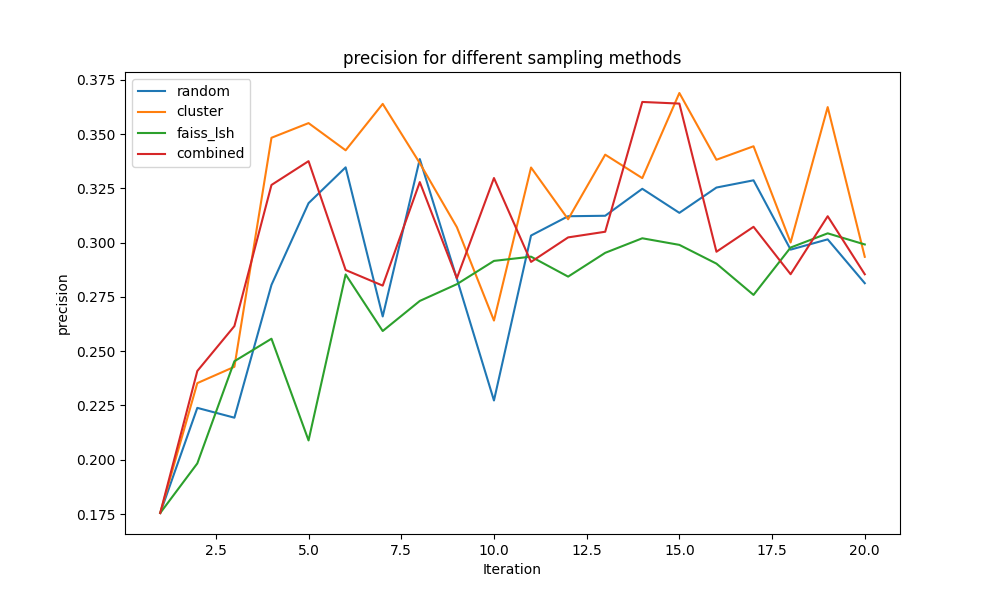 precision for different sampling methods
random
cluster
faiss_lsh
combined
precision
0.375
0.350
0.325
0.300
0.275
0.250
0.225
0.200
0.175
2.5 5.0 7.5 10.0 12.5 15.0 17.5 20.0
Iteration